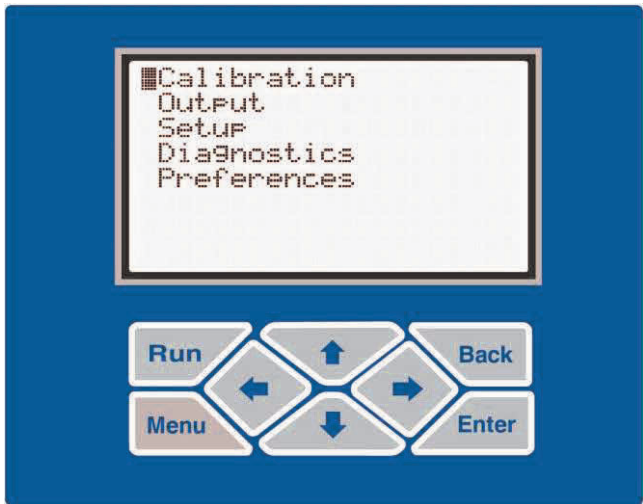 Calibration
Output
Setup
Diagnostics
Preferences
Run
Back
Menu
Enter